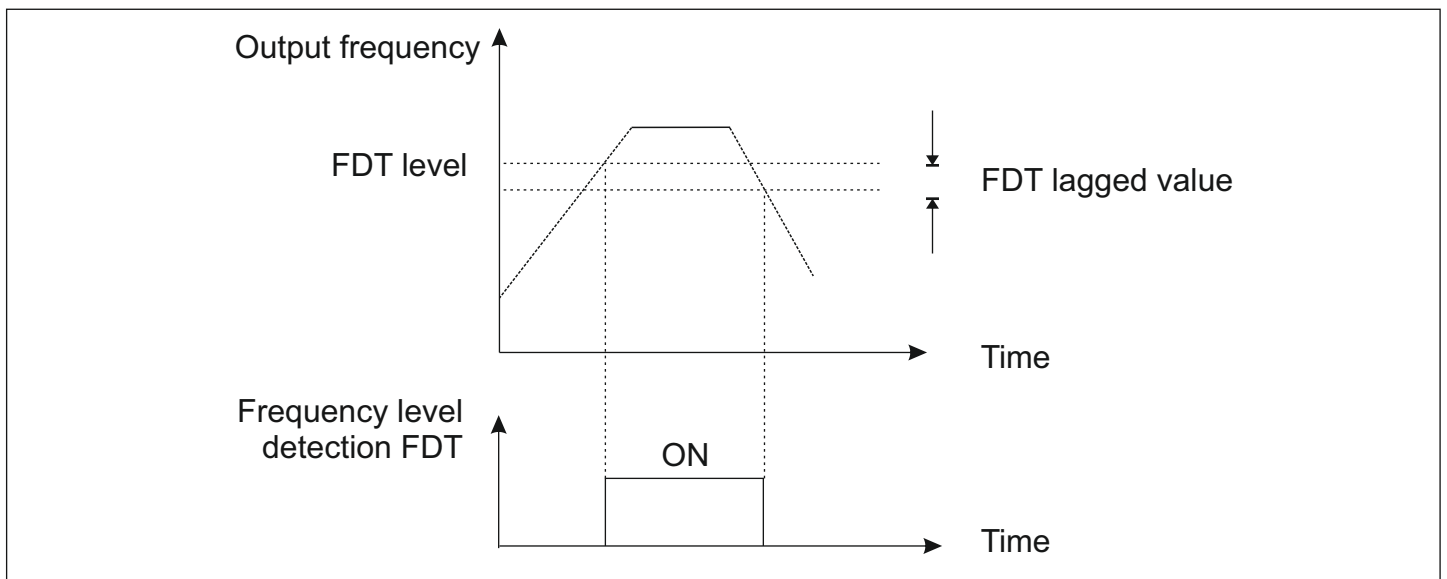 Output frequency
FDT level
FDT lagged value
Time
Frequency level
detection FDT
ON
Time